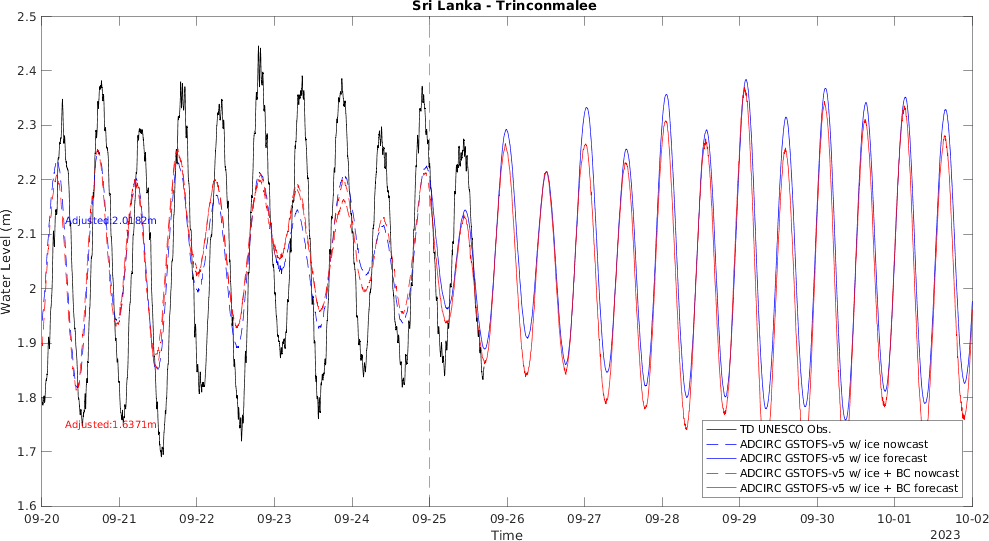 Sri Lanka - Trinconmalee
2.5
2.4
2.3
2.2
2.1
2
1.9
1.8
1.7
1.6
Water Level (m)
Adjusted:2.0182m
Adjusted:1.6371m
TD UNESCO Obs.
ADCIRC GSTOFS-v5 w/ ice nowcast
ADCIRC GSTOFS-v5 w/ ice forecast
ADCIRC GSTOFS-v5 w/ ice + BC nowcast
ADCIRC GSTOFS-v5 w/ ice + BC forecast
09-20 09-21 09-22 09-23 09-24 09-25 09-26 09-27 09-28 09-29 09-30 10-01 10-02
Time
2023